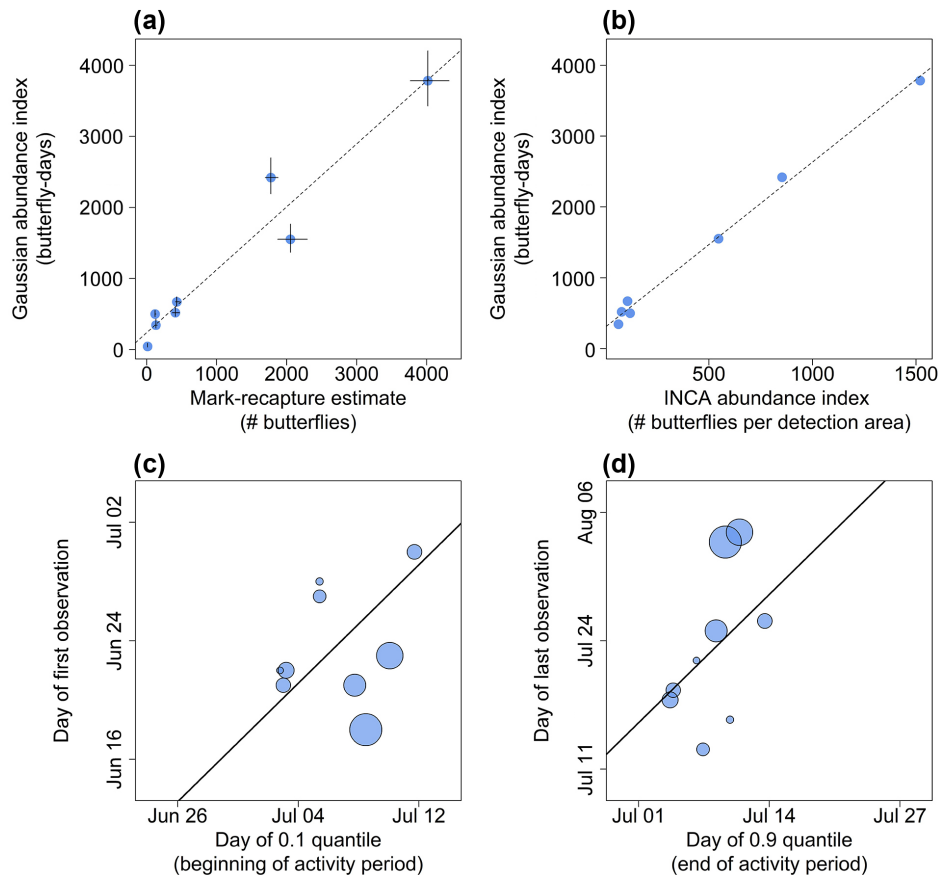 (a)
Gaussian abundance index
(butterfly-days)
4000
3000
2000
1000
0
0 1000 2000 3000 4000
Mark-recapture estimate
(# butterflies)
(b)
Gaussian abundance index
(butterfly-days)
4000
3000
2000
1000
0
500 1000 1500
INCA abundance index
(# butterflies per detection area)
(c)
Day of first observation
Jul 02
Jun 24
Jun 16
Jun 26 Jul 04 Jul 12
Day of 0.1 quantile
(beginning of activity period)
(d)
Day of last observation
Aug 06
Jul 24
Jul 11
Jul 01 Jul 14 Jul 27
Day of 0.9 quantile
(end of activity period)